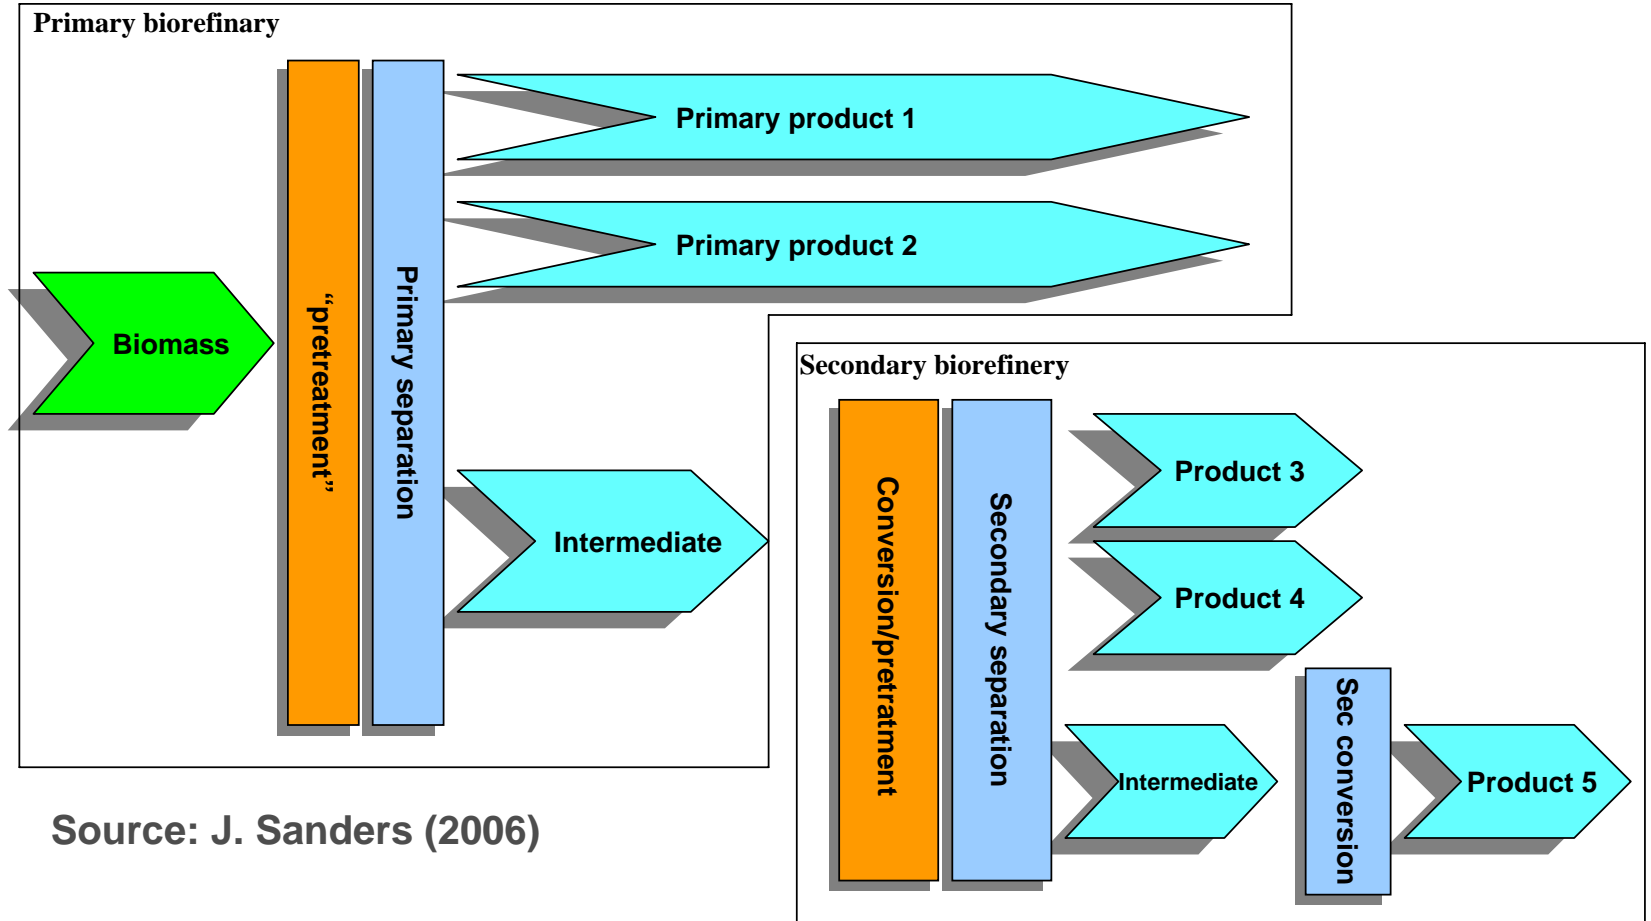 Primary biorefinary
Primary product 1
Primary product 2
Biomass
“pretreatment”
Primary separation
Intermediate
Secondary biorefinery
Conversion/pretratment
Secondary separation
Product 3
Product 4
Intermediate
Sec conversion
Product 5
Source: J. Sanders (2006)